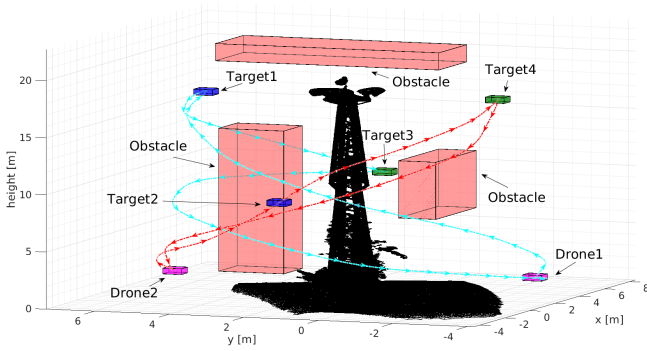 Target1
Obstacle
Target4
Target3
Obstacle
Target2
Obstacle
Drone1
Drone2
height [m]
20
15
10
5
0
6
4
2
0
-2
-4
y [m]
-4
-2
0
2
4
6
8
x [m]